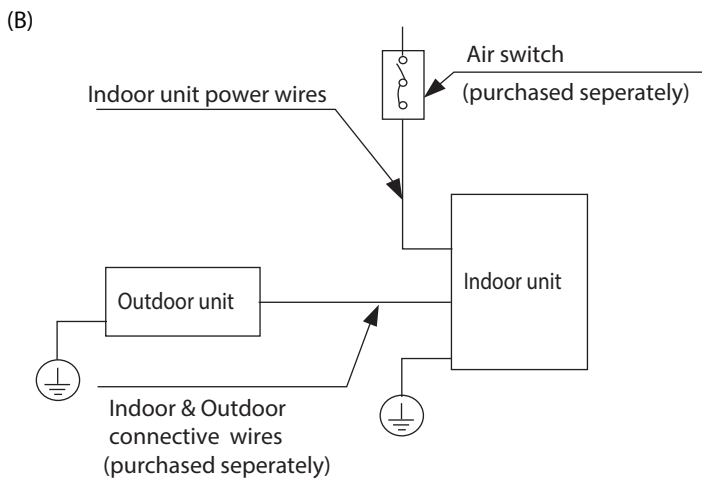 (B)
Air switch
(purchased seperately)
Indoor unit power wires
Indoor unit
Outdoor unit
Indoor & Outdoor
connective wires
(purchased seperately)